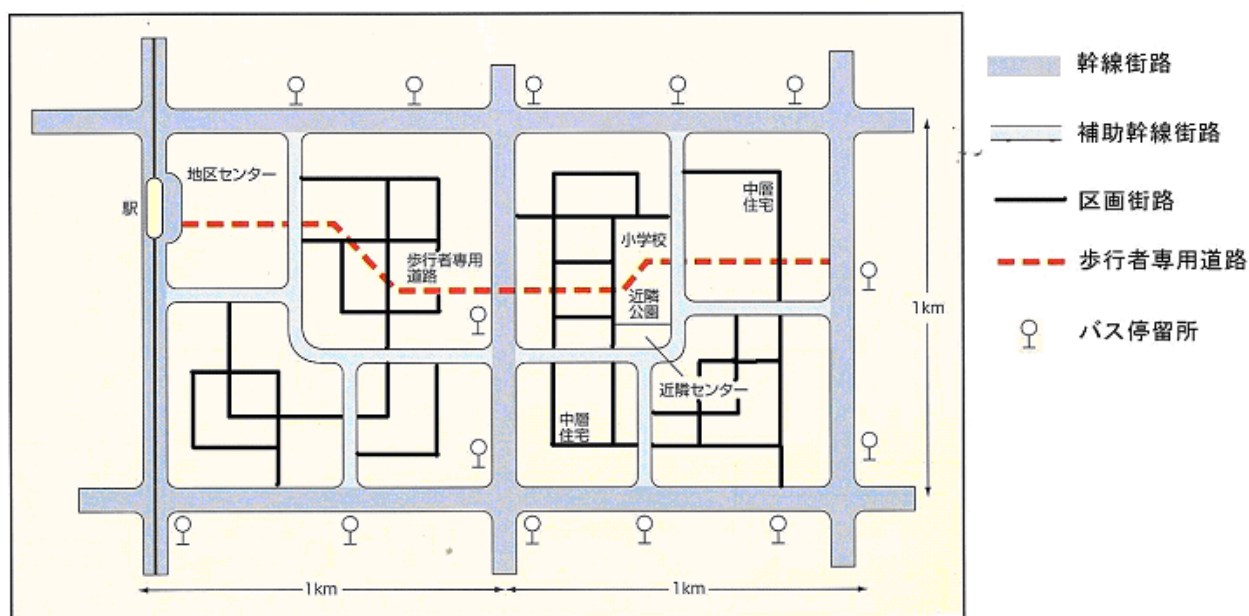 地区センター
駅
歩行者専用
道路
小学校
近隣
公園
近隣センター
中層
住宅
中層
住宅
1km
1km
1km
幹線街路
補助幹線街路
区画街路
歩行者専用道路
バス停留所